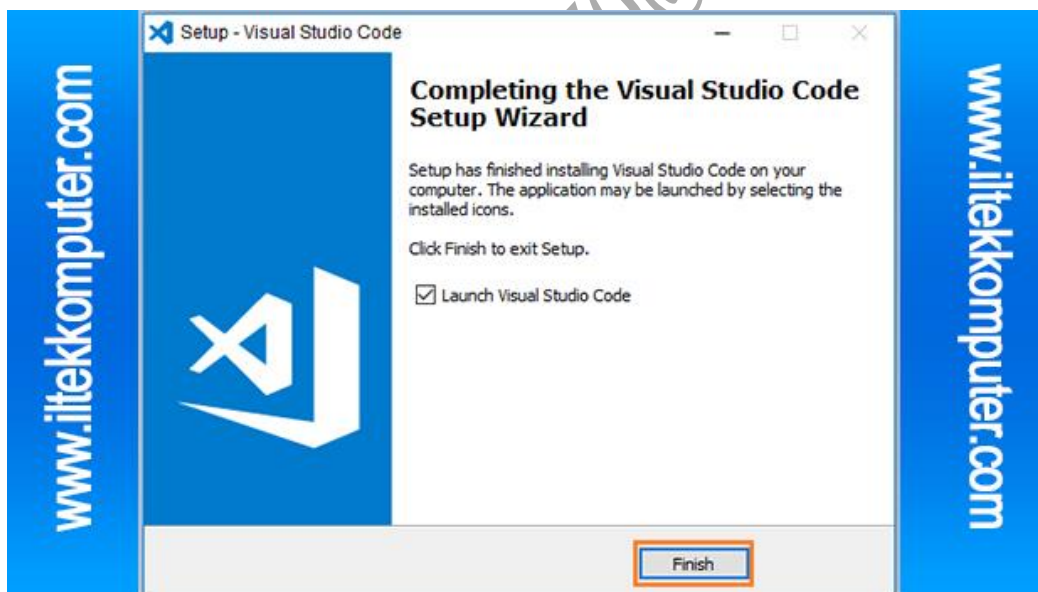 Setup - Visual Studio Code
www.iltekkomputer.com
Completing the Visual Studio Code
Setup Wizard
Setup has finished installing Visual Studio Code on your
computer. The application may be launched by selecting the
installed icons.
Click Finish to exit Setup.
Launch Visual Studio Code
Finish
www.iltekkomputer.com